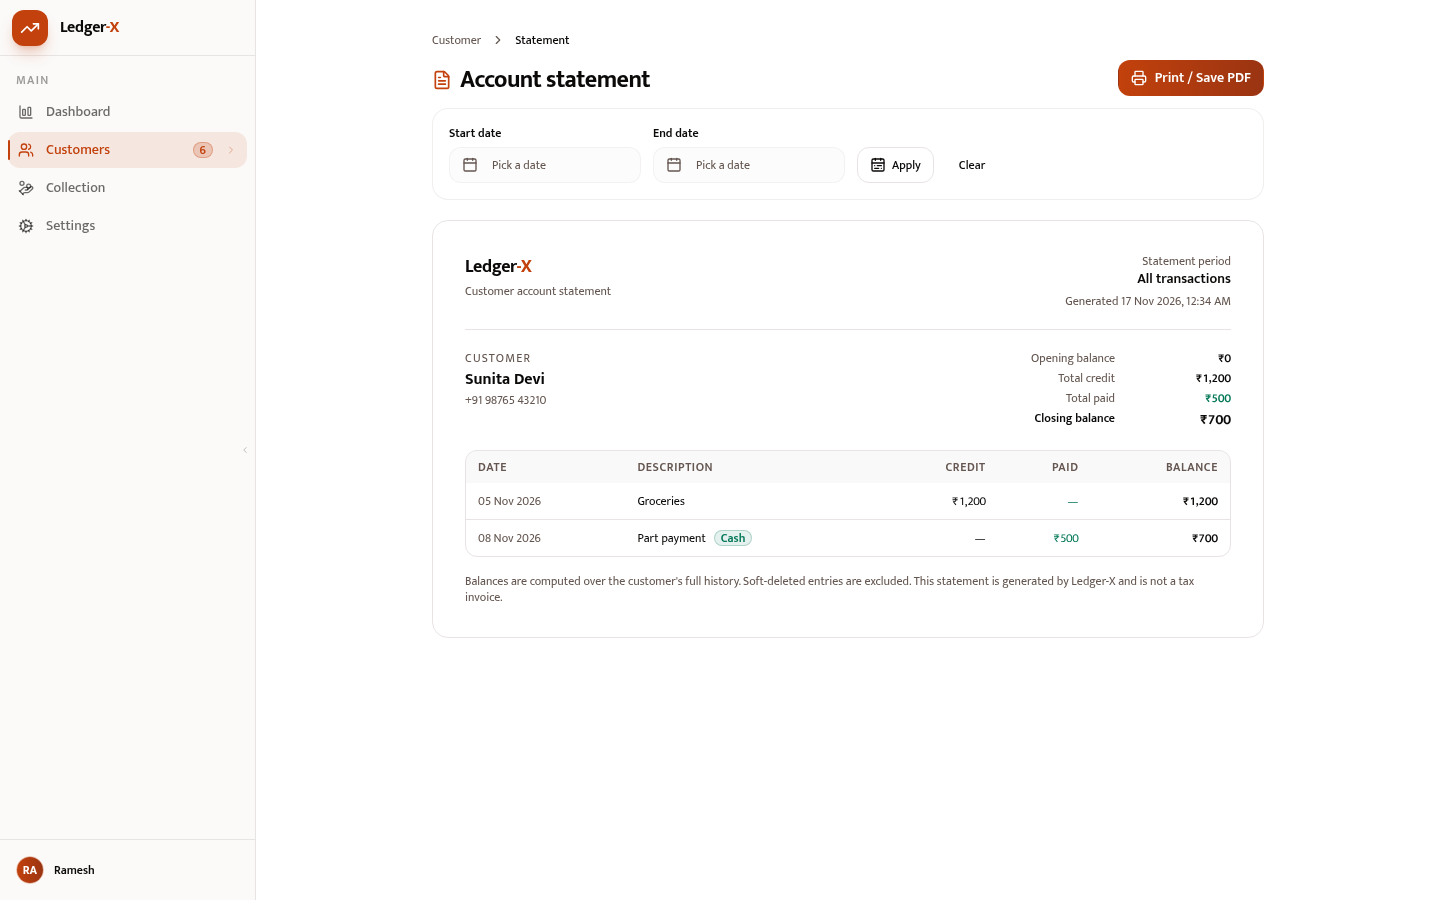 Ledger-X
MAIN
Dashboard
Customers 6
Collection
Settings
RA Ramesh
Customer Statement
Account statement
Print / Save PDF
Start date
Pick a date
End date
Pick a date
Apply
Clear
Ledger-X
Customer account statement
Statement period
All transactions
Generated 17 Nov 2026, 12:34 AM
CUSTOMER
Sunita Devi
+91 98765 43210
Opening balance ₹0
Total credit ₹1,200
Total paid ₹500
Closing balance ₹700
DATE DESCRIPTION CREDIT PAID BALANCE
05 Nov 2026 Groceries ₹1,200 — ₹1,200
08 Nov 2026 Part payment Cash — ₹500 ₹700
Balances are computed over the customer's full history. Soft-deleted entries are excluded. This statement is generated by Ledger-X and is not a tax
invoice.